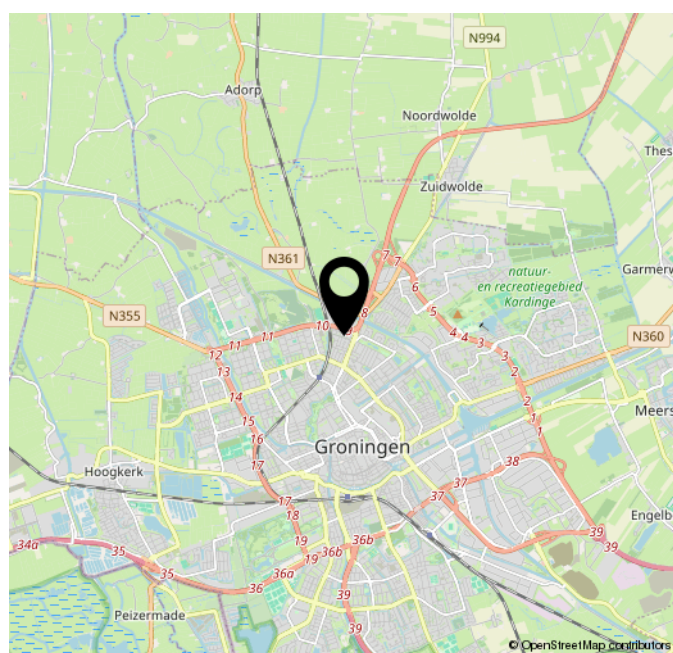 N994
Adorp
Noordwolde
Thes
Zuidwolde
N361
7
7
natuur-
en recreatiegebied
Kardinge
Garmerw
6
N355
8
5
10
11
11
4
4
3
3
N360
12
13
2
2
14
1
1
Meers
15
16
Groningen
17
38
Hoogkerk
37
17
37
18
Engelb
39
34a
35
19
36b
36b
39
35
36a
19
36
Peizermade
39
© OpenStreetMap contributors